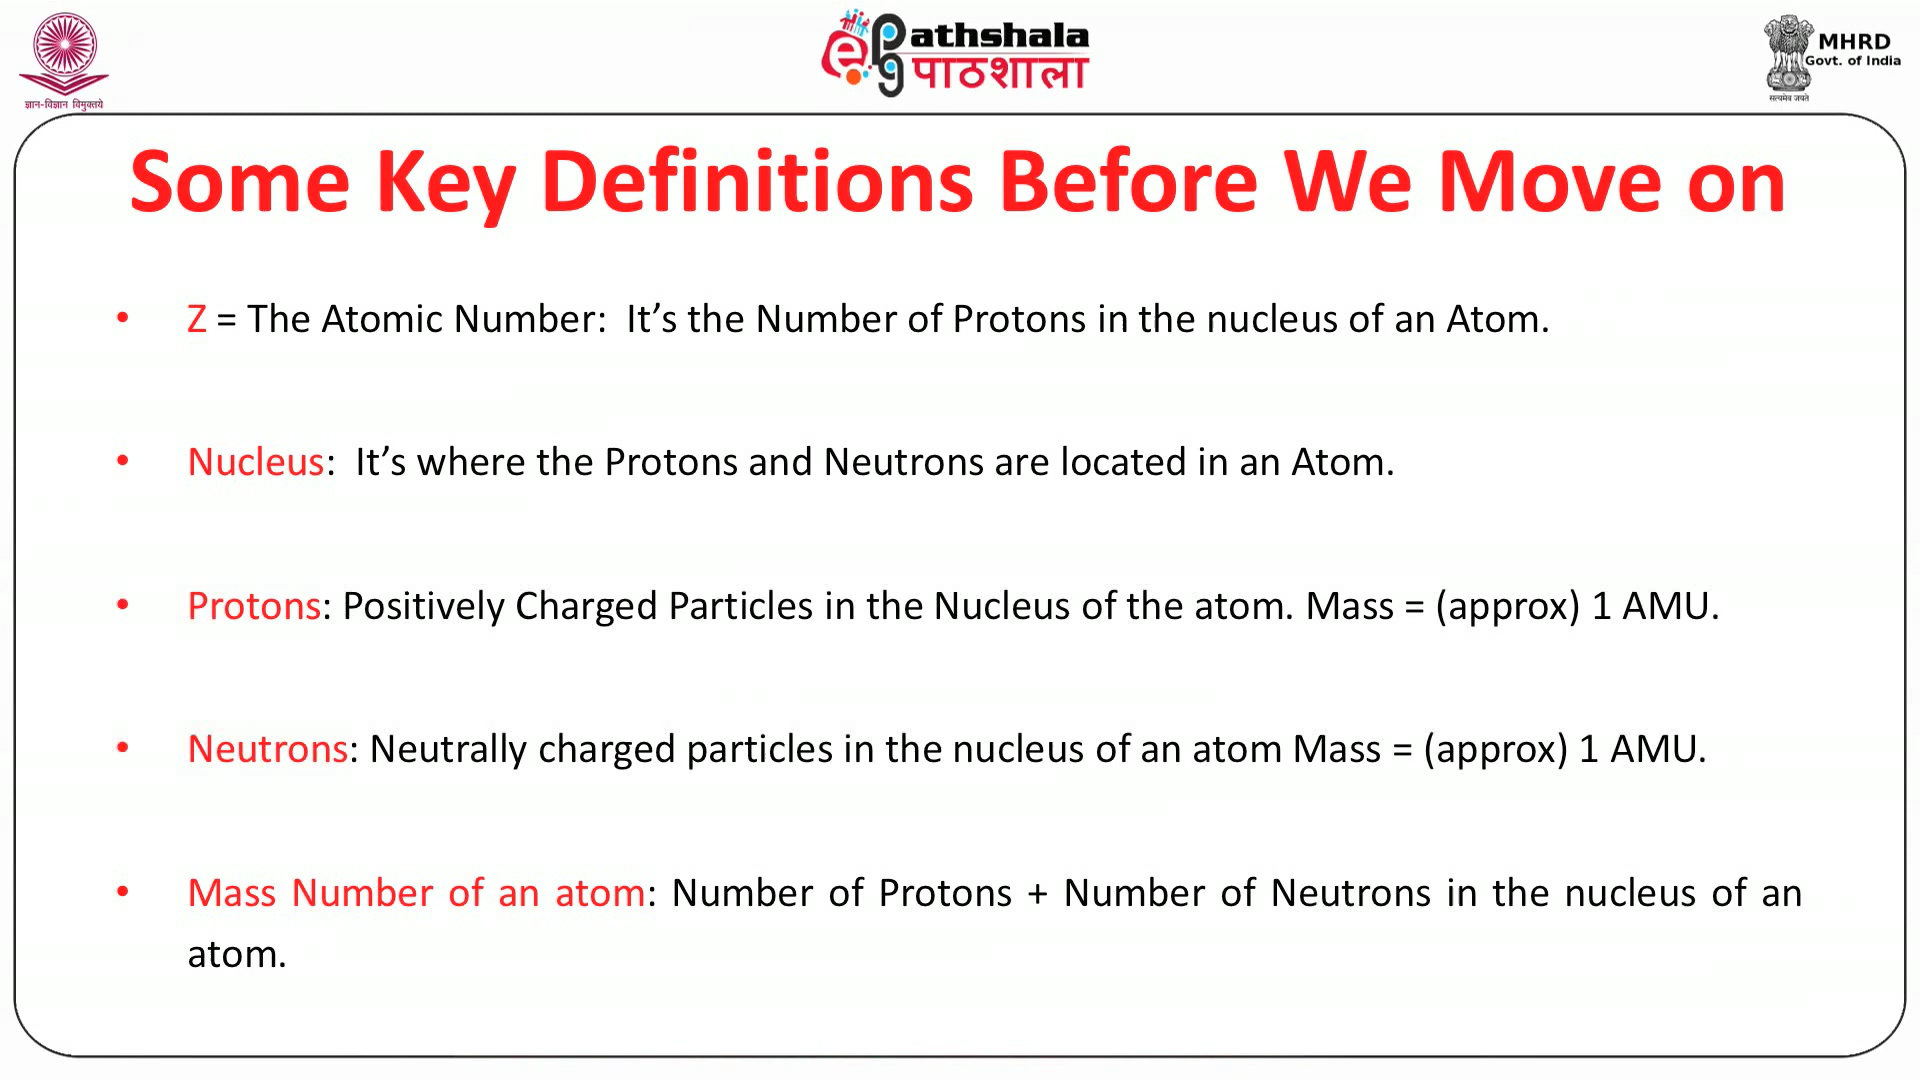 ज्ञान-विज्ञान विमुक्तये
ePG Pathshala
पाठशाला
MHRD
Govt. of India
सत्यमेव जयते
Some Key Definitions Before We Move on
• Z = The Atomic Number: It’s the Number of Protons in the nucleus of an Atom.
• Nucleus: It’s where the Protons and Neutrons are located in an Atom.
• Protons: Positively Charged Particles in the Nucleus of the atom. Mass = (approx) 1 AMU.
• Neutrons: Neutrally charged particles in the nucleus of an atom Mass = (approx) 1 AMU.
• Mass Number of an atom: Number of Protons + Number of Neutrons in the nucleus of an
atom.